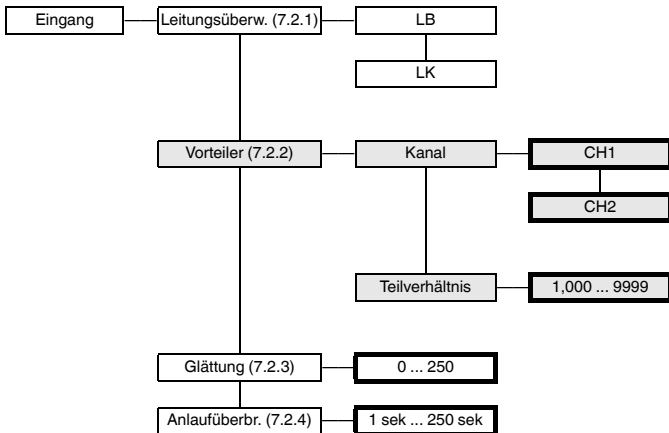 Eingang
Leitungsüberw. (7.2.1)
LB
LK
Vorteiler (7.2.2)
Kanal
CH1
CH2
Teilverhältnis
1,000 ... 9999
Glättung (7.2.3)
0 ... 250
Anlaufüberbr. (7.2.4)
1 sek ... 250 sek